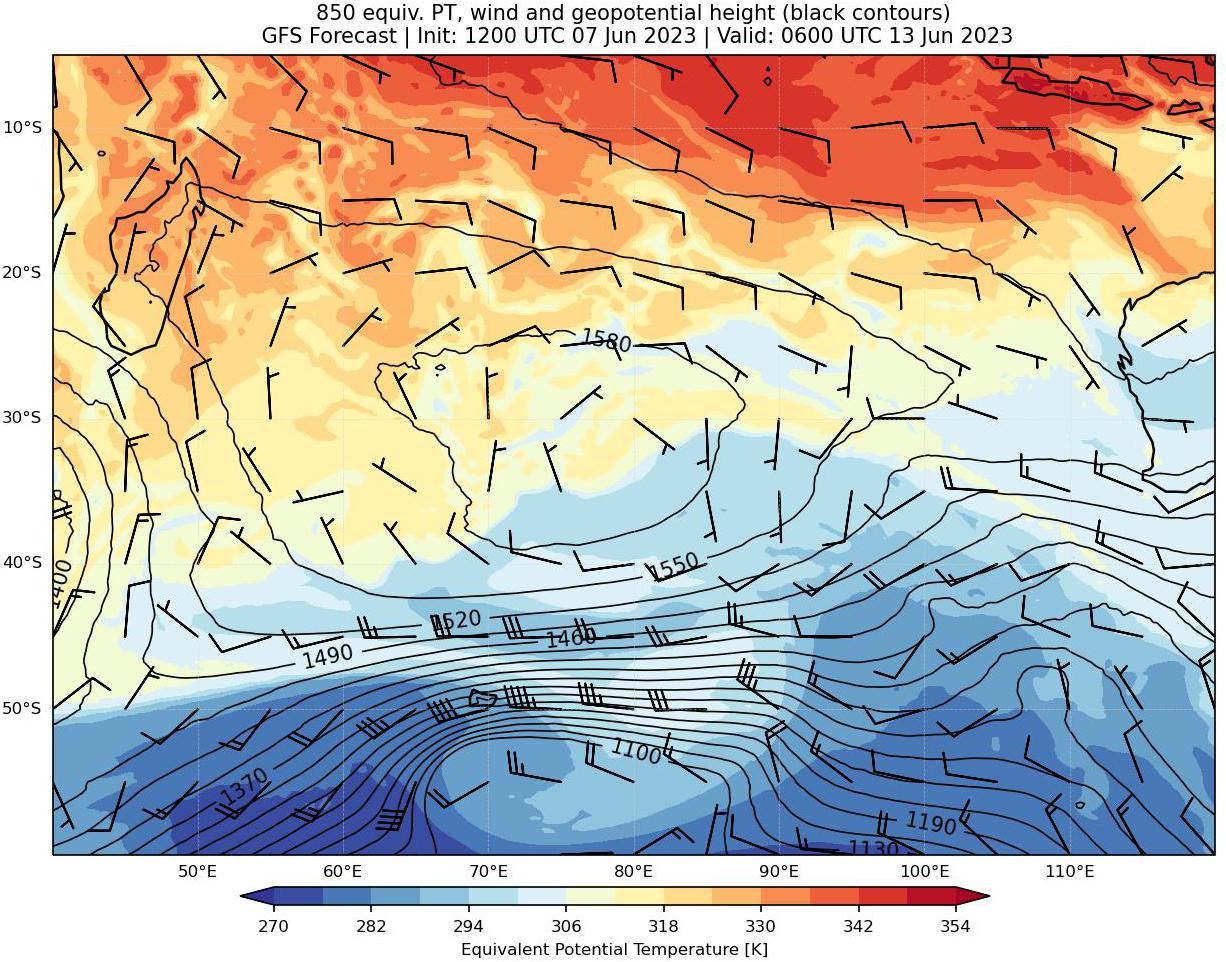 850 equiv. PT, wind and geopotential height (black contours)
GFS Forecast | Init: 1200 UTC 07 Jun 2023 | Valid: 0600 UTC 13 Jun 2023
10°S
20°S
1580
30°S
40°S
1400
1550
1520
1460
1490
50°S
1100
1370
1190
1130
50°E
60°E
70°E
80°E
90°E
100°E
110°E
270
282
294
306
318
330
342
354
Equivalent Potential Temperature [K]